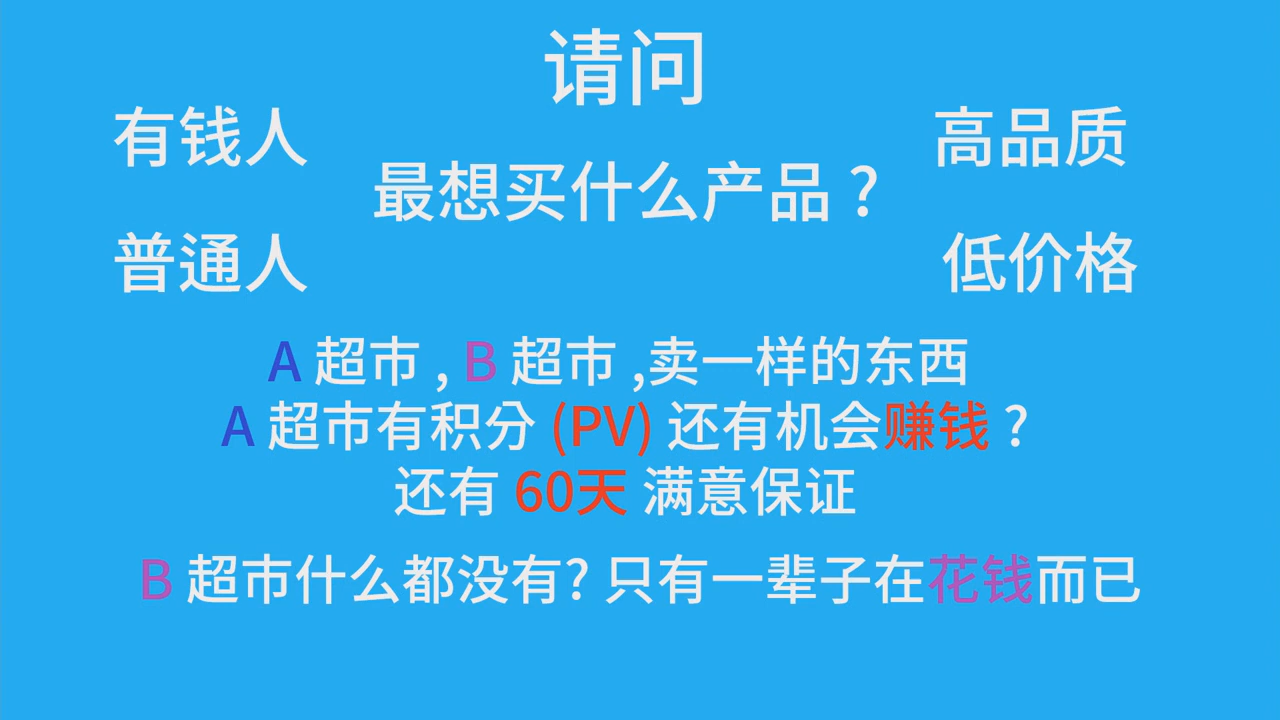 请问
有钱人
高品质
最想买什么产品？
普通人
低价格
A 超市 , B 超市 ,卖一样的东西
A 超市有积分 (PV) 还有机会赚钱 ?
还有 60天 满意保证
B 超市什么都没有? 只有一辈子在花钱而已